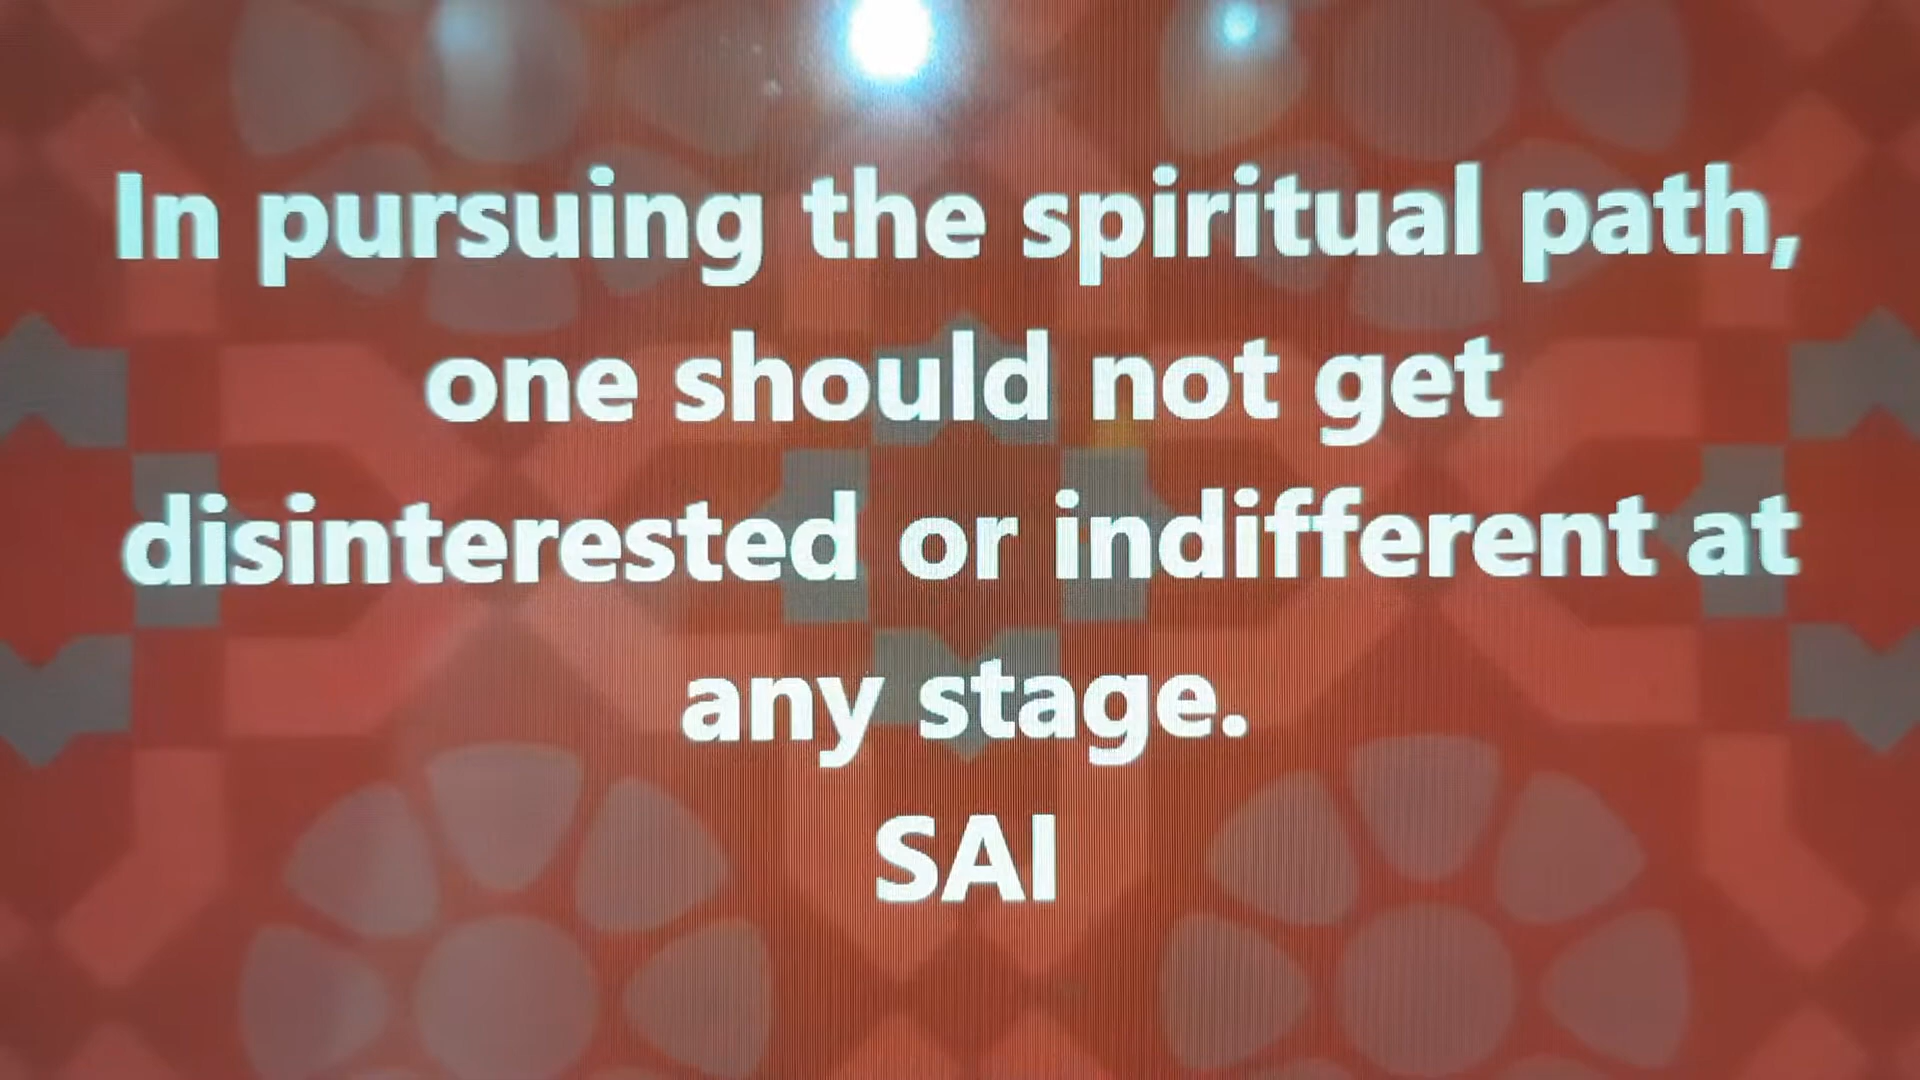 In pursuing the spiritual path,
one should not get
disinterested or indifferent at
any stage.
SAI